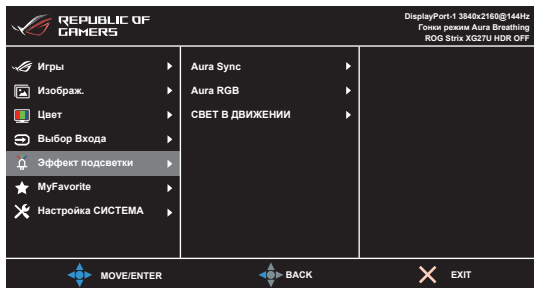 REPUBLIC OF
GAMERS
DisplayPort-1 3840x2160@144Hz
Гонки режим Aura Breathing
ROG Strix XG27U HDR OFF
Игры
Изображ.
Цвет
Выбор Входа
Эффект подсветки
MyFavorite
Настройка СИСТЕМА
Aura Sync
Aura RGB
СВЕТ В ДВИЖЕНИИ
MOVE/ENTER
BACK
EXIT